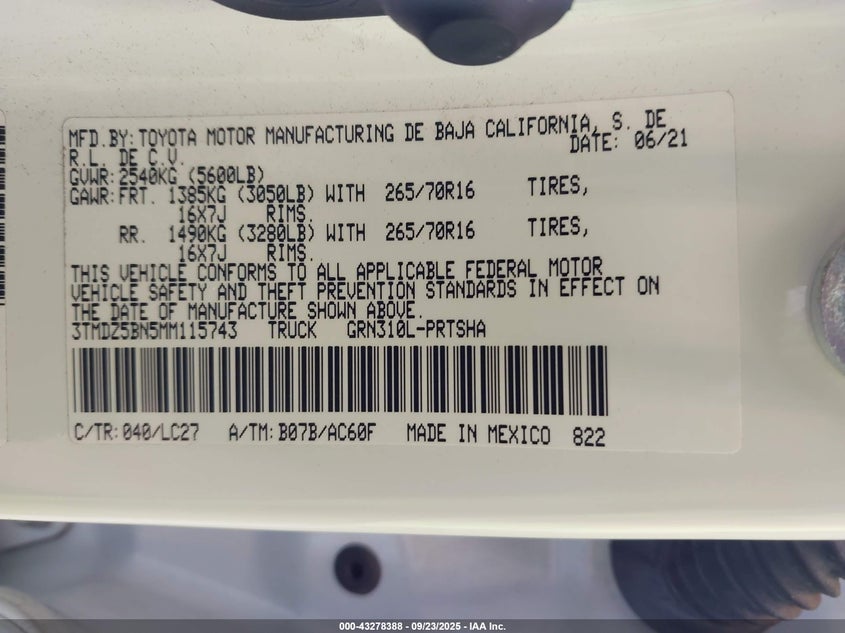 MFD.BY: TOYOTA MOTOR MANUFACTURING DE BAJA CALIFORNIA, S. DE
R.L. DE C.V. DATE: 06/21
GVWR: 2540KG (5600LB)
GAWR: FRT. 1385KG (3050LB) WITH 265/70R16 TIRES,
16X7J RIMS.
RR. 1490KG (3280LB) WITH 265/70R16 TIRES,
16X7J RIMS.
THIS VEHICLE CONFORMS TO ALL APPLICABLE FEDERAL MOTOR
VEHICLE SAFETY AND THEFT PREVENTION STANDARDS IN EFFECT ON
THE DATE OF MANUFACTURE SHOWN ABOVE.
3TMDZ5BN5MM115743 TRUCK GRN310L-PRTSHA
C/TR: 040/LC27 A/TM: B07B/AC60F MADE IN MEXICO 822
000-43278388 - 09/23/2025 - IAA Inc.